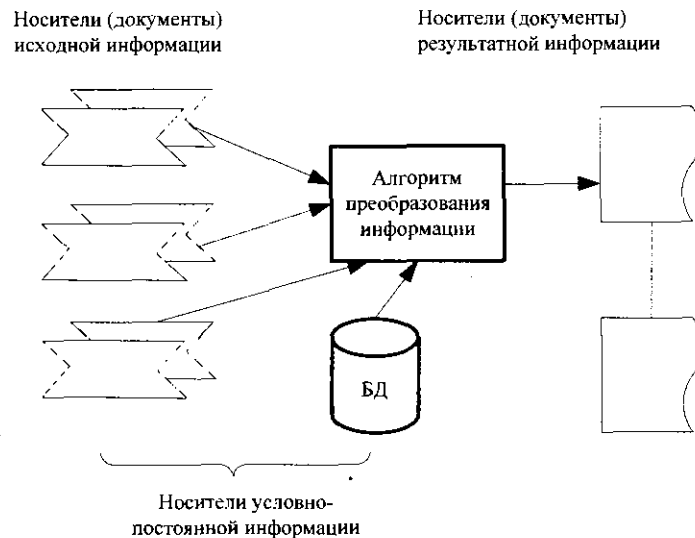 Носители (документы)
исходной информации
Носители (документы)
результатной информации
Алгоритм
преобразования
информации
БД
Носители условно-
постоянной информации